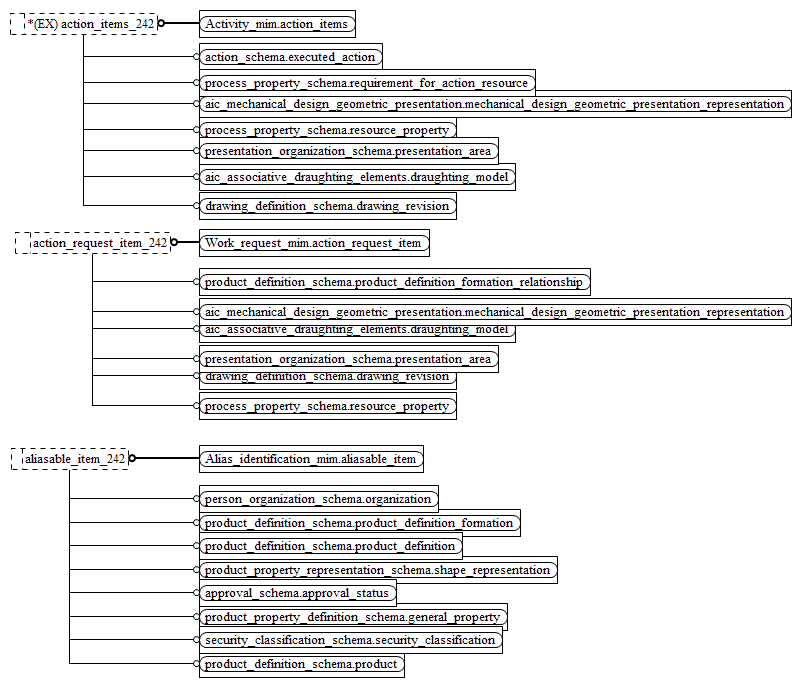 *(EX) action_items_242
Activity_mim.action_items
action_schema.executed_action
process_property_schema.requirement_for_action_resource
aic_mechanical_design_geometric_presentation.mechanical_design_geometric_presentation_representation
process_property_schema.resource_property
presentation_organization_schema.presentation_area
aic_associative_draughting_elements.draughting_model
drawing_definition_schema.drawing_revision
action_request_item_242
Work_request_mim.action_request_item
product_definition_schema.product_definition_formation_relationship
aic_mechanical_design_geometric_presentation.mechanical_design_geometric_presentation_representation
aic_associative_draughting_elements.draughting_model
presentation_organization_schema.presentation_area
drawing_definition_schema.drawing_revision
process_property_schema.resource_property
aliasable_item_242
Alias_identification_mim.aliasable_item
person_organization_schema.organization
product_definition_schema.product_definition_formation
product_definition_schema.product_definition
product_property_representation_schema.shape_representation
approval_schema.approval_status
product_property_definition_schema.general_property
security_classification_schema.security_classification
product_definition_schema.product